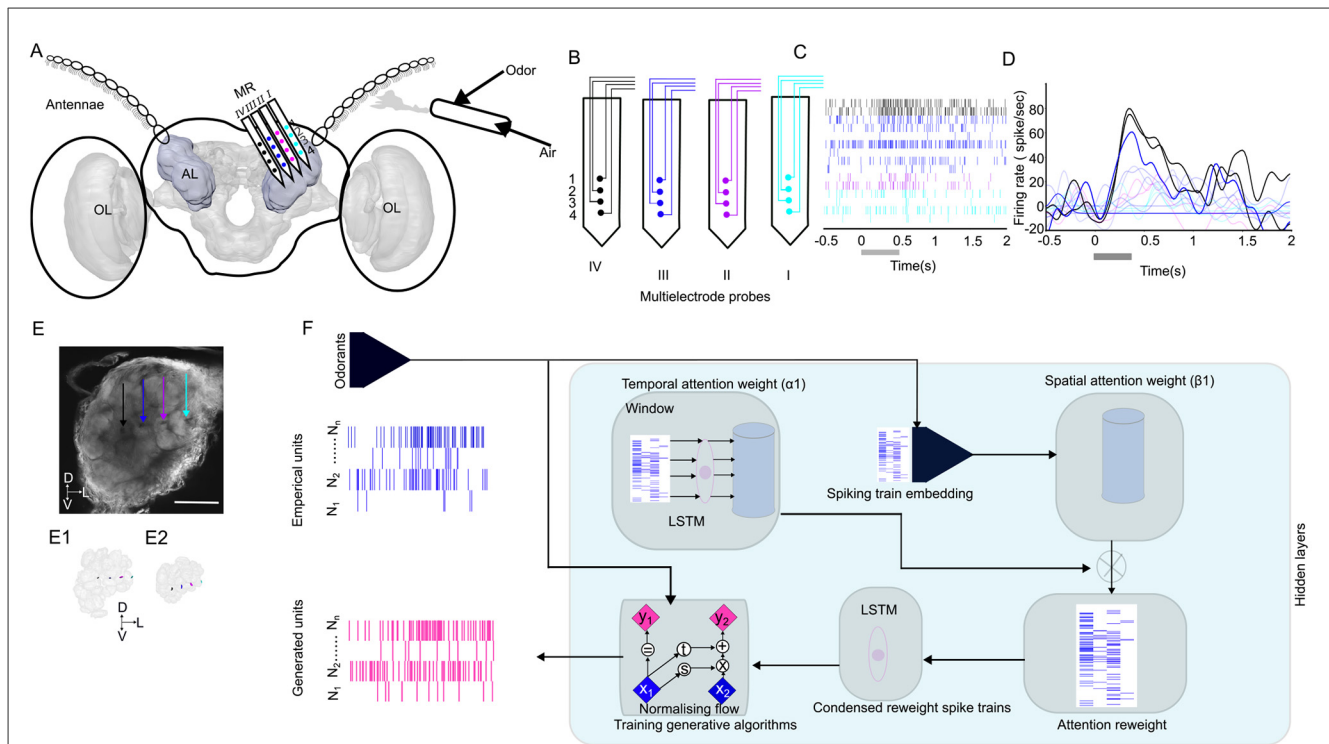 A
MR
IV III II I
1
2
3
4
Antennae
Odor
Air
AL
OL
OL
B
1
2
3
4
IV
III
II
I
Multielectrode probes
C
-0.5
0
0.5
1
1.5
2
Time(s)
D
Firing rate ( spike/sec)
80
60
40
20
0
-20
-0.5
0
0.5
1
1.5
2
Time(s)
E
D
L
V
E1
E2
D
L
V
F
Odorants
Emperical units
Nn
......
N2
N1
Generated units
Nn
......
N2
N1
Temporal attention weight (α1)
Window
LSTM
Spiking train embedding
Spatial attention weight (β1)
Hidden layers
y1
y2
=
t
s
+
X
x1
x2
Normalising flow
Training generative algorithms
LSTM
Condensed reweight spike trains
Attention reweight